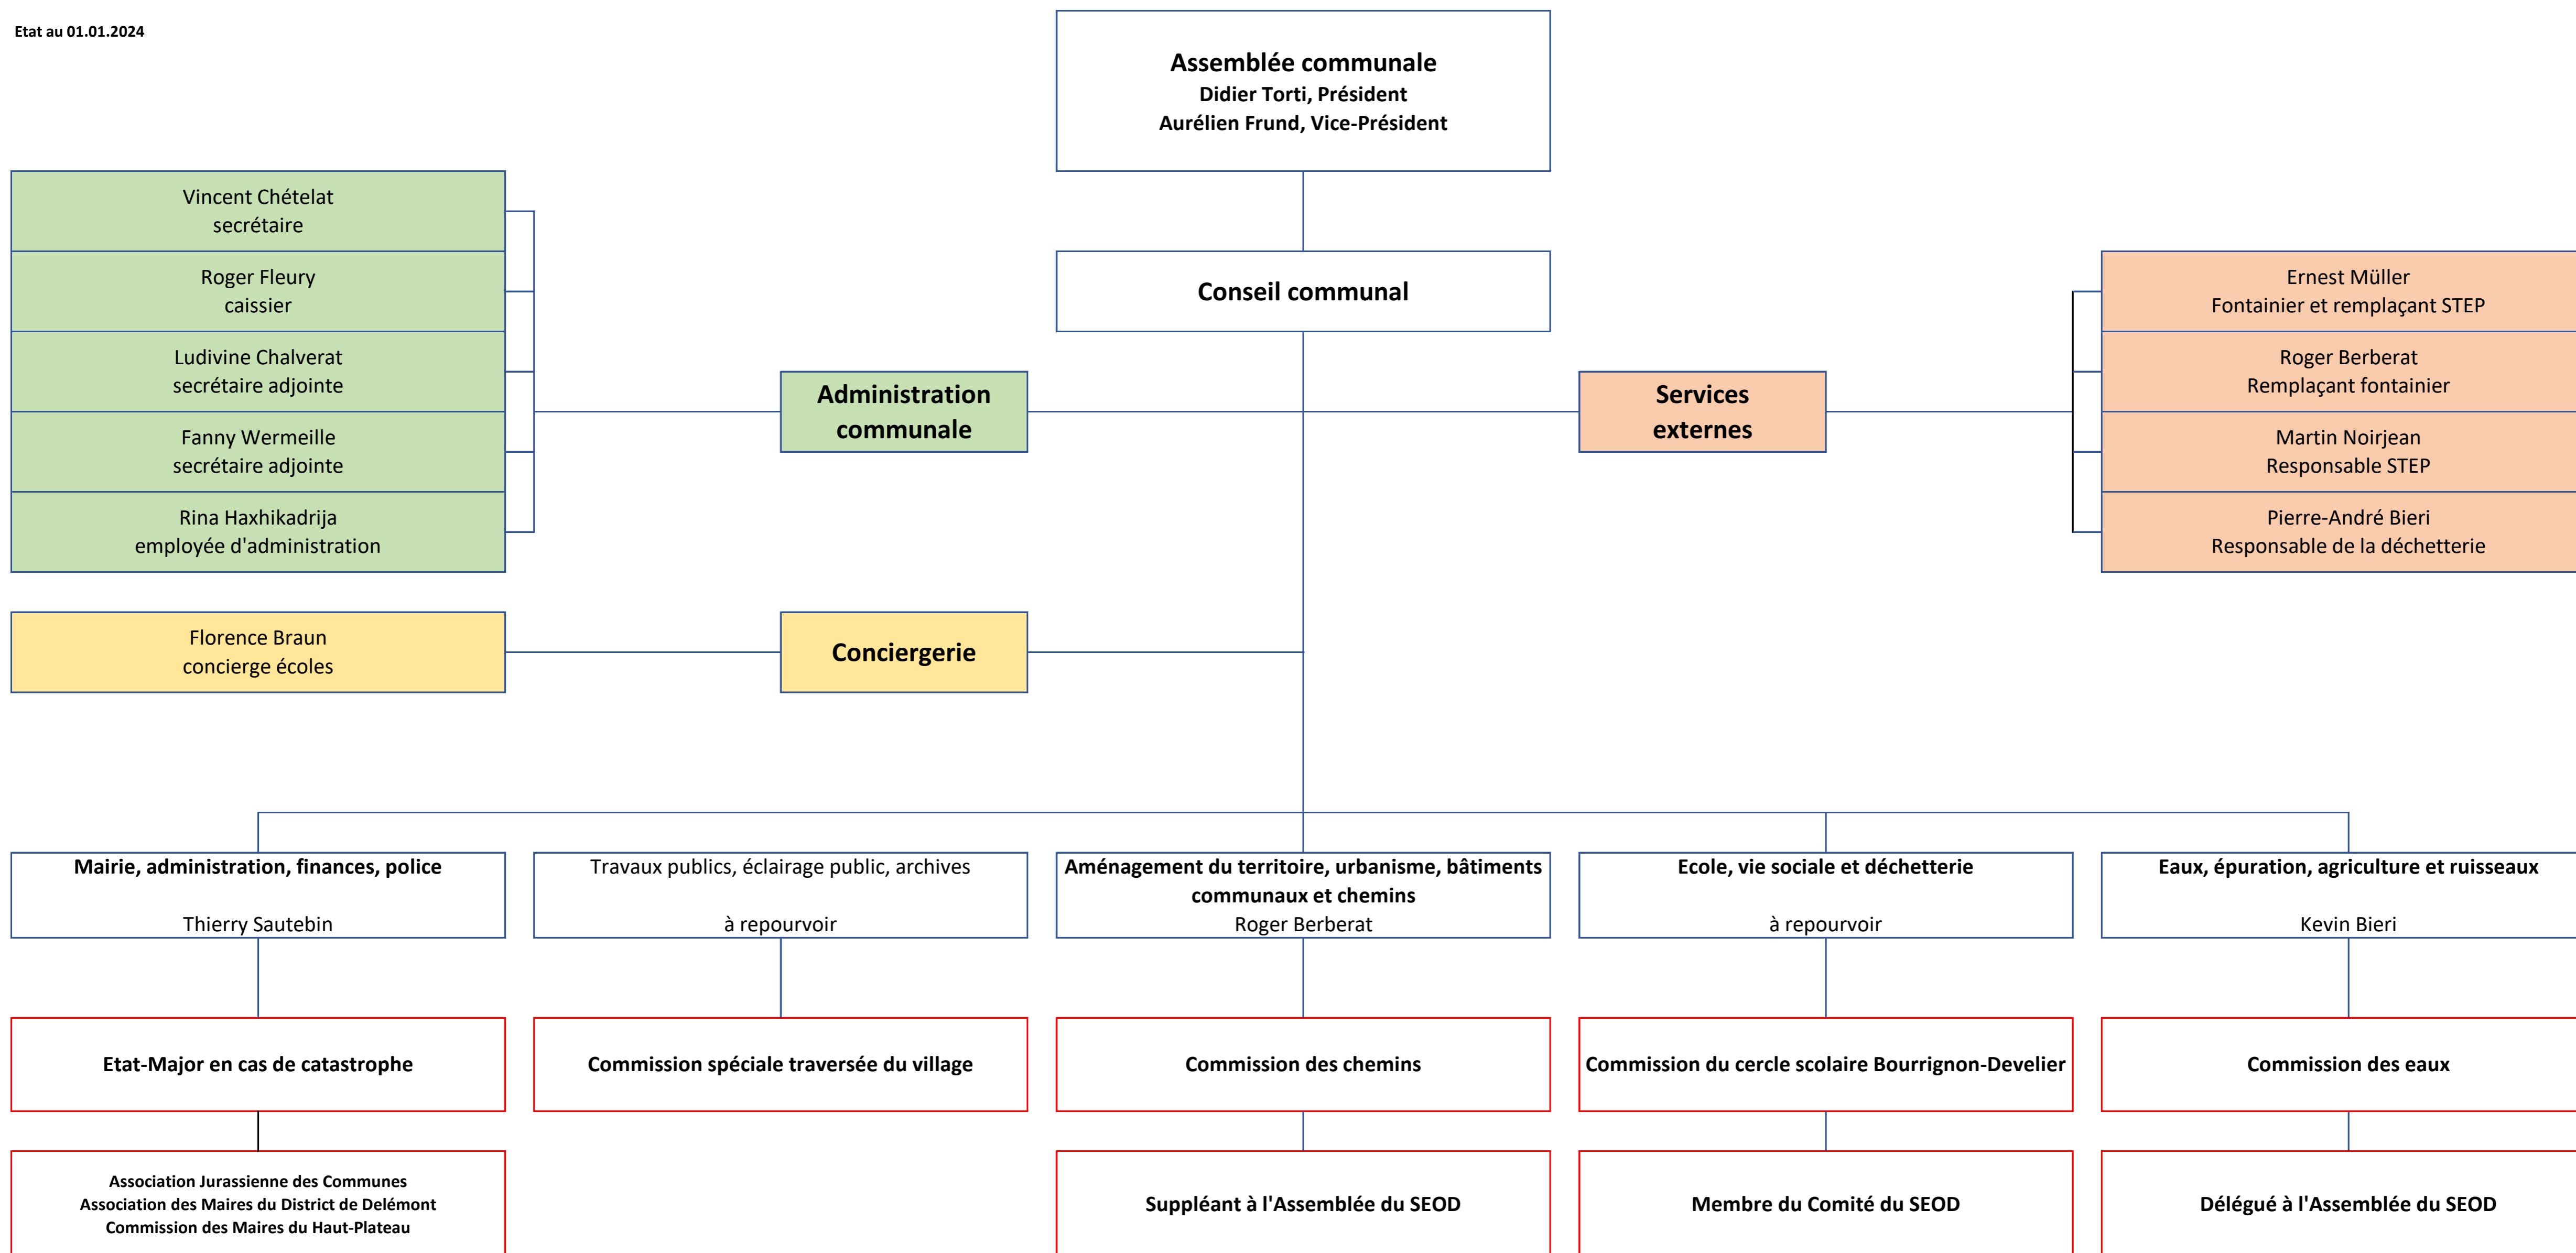 Etat au 01.01.2024
Assemblée communale
Didier Torti, Président
Aurélien Frund, Vice-Président
Vincent Chételat
secrétaire
Roger Fleury
caissier
Ludivine Chalverat
secrétaire adjointe
Fanny Wermeille
secrétaire adjointe
Rina Haxhikadrija
employée d'administration
Conseil communal
Administration
communale
Services
externes
Ernest Müller
Fontainier et remplaçant STEP
Roger Berberat
Remplaçant fontainier
Martin Noirjean
Responsable STEP
Pierre-André Bieri
Responsable de la déchetterie
Florence Braun
concierge écoles
Conciergerie
Mairie, administration, finances, police
Thierry Sautebin
Travaux publics, éclairage public, archives
à repourvoir
Aménagement du territoire, urbanisme, bâtiments
communaux et chemins
Roger Berberat
Ecole, vie sociale et déchetterie
à repourvoir
Eaux, épuration, agriculture et ruisseaux
Kevin Bieri
Etat-Major en cas de catastrophe
Commission spéciale traversée du village
Commission des chemins
Commission du cercle scolaire Bourrignon-Develier
Commission des eaux
Association Jurassienne des Communes
Association des Maires du District de Delémont
Commission des Maires du Haut-Plateau
Suppléant à l'Assemblée du SEOD
Membre du Comité du SEOD
Délégué à l'Assemblée du SEOD